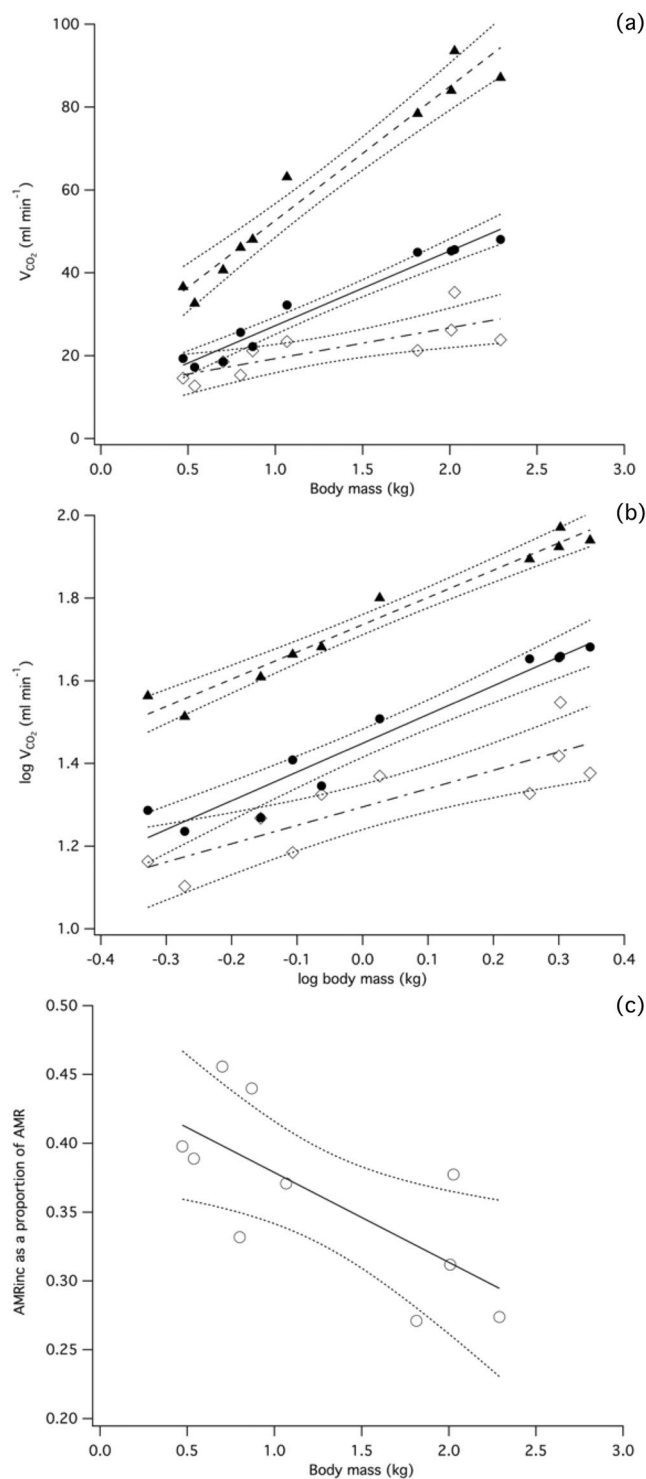 (a)
100
80
60
40
20
0
V̇CO₂ (ml min⁻¹)
0.0 0.5 1.0 1.5 2.0 2.5 3.0
Body mass (kg)
(b)
2.0
1.8
1.6
1.4
1.2
1.0
log VCO₂ (ml min⁻¹)
-0.4 -0.3 -0.2 -0.1 0.0 0.1 0.2 0.3 0.4
log body mass (kg)
(c)
0.50
0.45
0.40
0.35
0.30
0.25
0.20
AMRinc as a proportion of AMR
0.0 0.5 1.0 1.5 2.0 2.5 3.0
Body mass (kg)